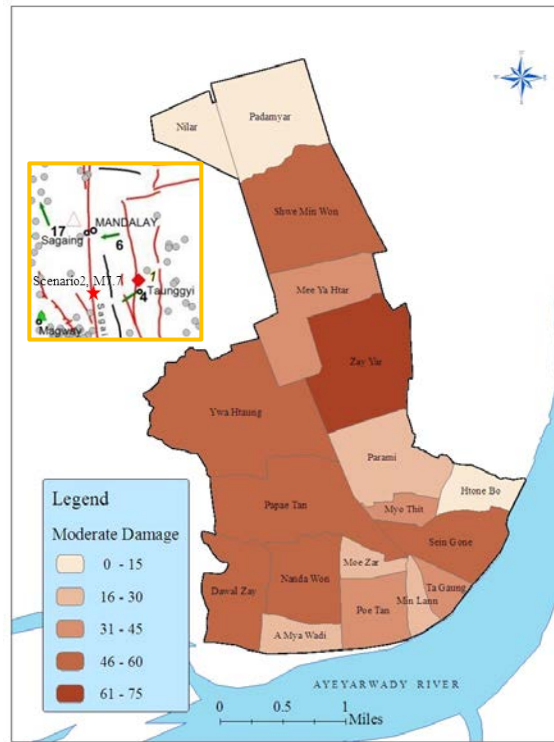 Padamyar
Nilar
Shwe Min Won
17
MANDALAY
Sagaing
6
Scenario2, M7.7
1
Taunggyi
4
Sagai
Magway
Mee Ya Htar
Zay Yar
Ywa Htaung
Parami
Htone Bo
Myo Thit
Papae Tan
Sein Gone
Moe Zar
Nanda Won
Dawal Zay
Ta Gaung
Min Lann
Poe Tan
A Mya Wadi
Legend
Moderate Damage
0 - 15
16 - 30
31 - 45
46 - 60
61 - 75
AYEYARWADY RIVER
0 0.5 1
Miles